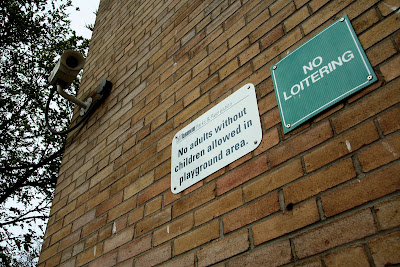 No adults without
children allowed in
playground area.
NO
LOITERING